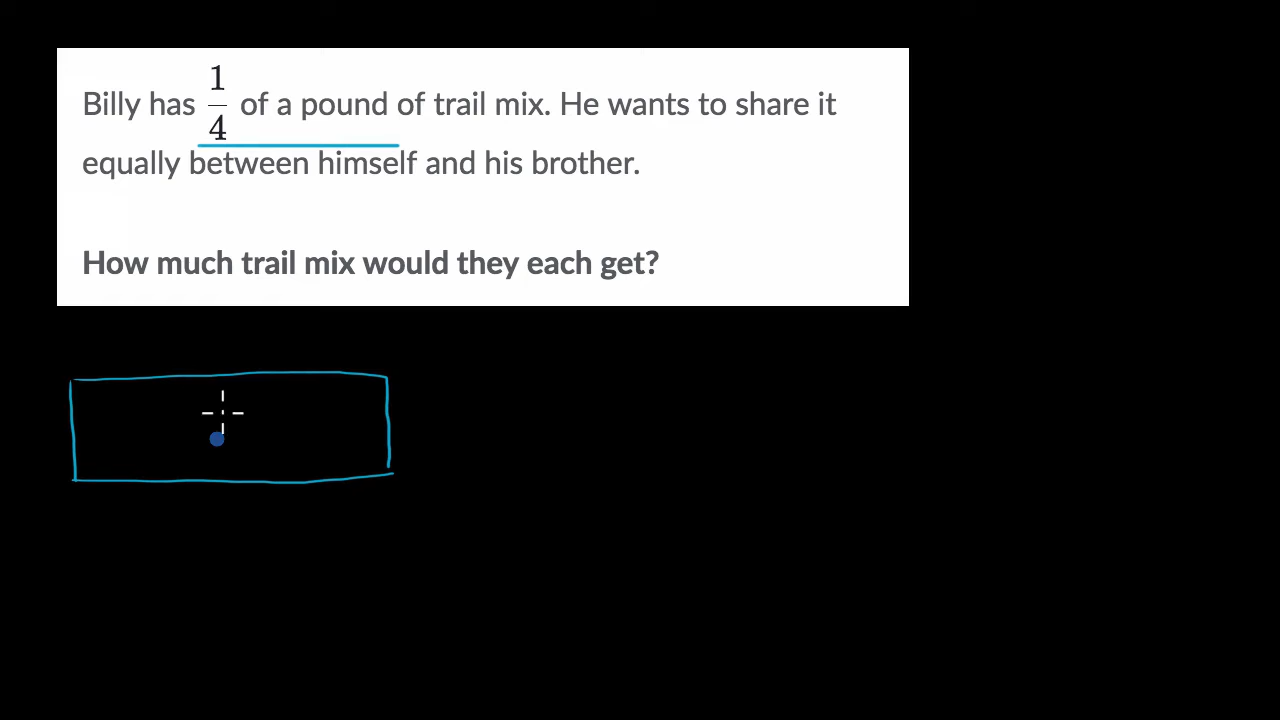 Billy has 1/4 of a pound of trail mix. He wants to share it
equally between himself and his brother.
How much trail mix would they each get?